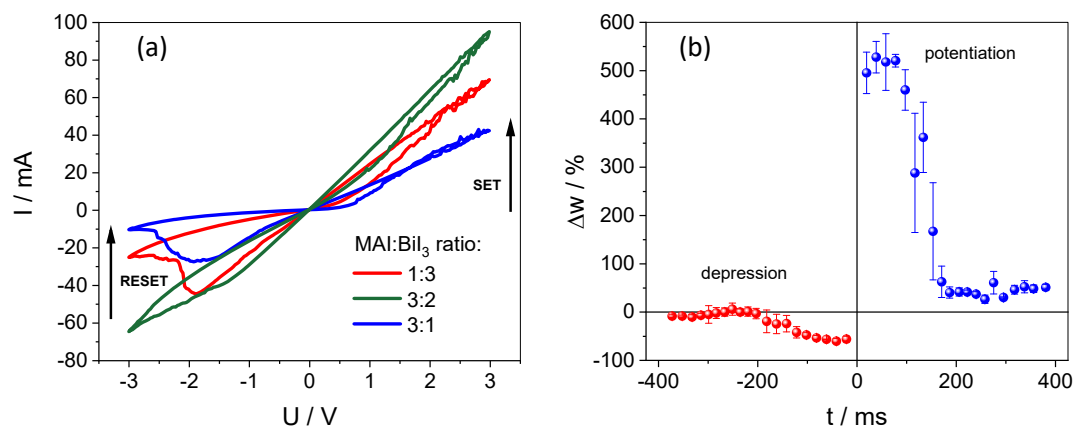 (a)
I / mA
100
80
60
40
20
0
-20
-40
-60
-80
SET
RESET
MAI:BiI₃ ratio:
1:3
3:2
3:1
-3 -2 -1 0 1 2 3
U / V
(b)
Δw / %
600
500
400
300
200
100
0
-100
potentiation
depression
-400 -200 0 200 400
t / ms